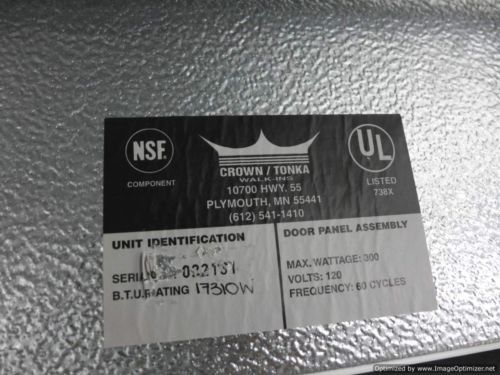 NSF
COMPONENT
CROWN / TONKA
WALK-INS
10700 HWY. 55
PLYMOUTH, MN 55441
(612) 541-1410
UL
LISTED
738X
UNIT IDENTIFICATION
SERIAL
B.T.U. RATING 17310W
DOOR PANEL ASSEMBLY
MAX. WATTAGE: 300
VOLTS: 120
FREQUENCY: 60 CYCLES
Optimized by www.ImageOptimizer.net